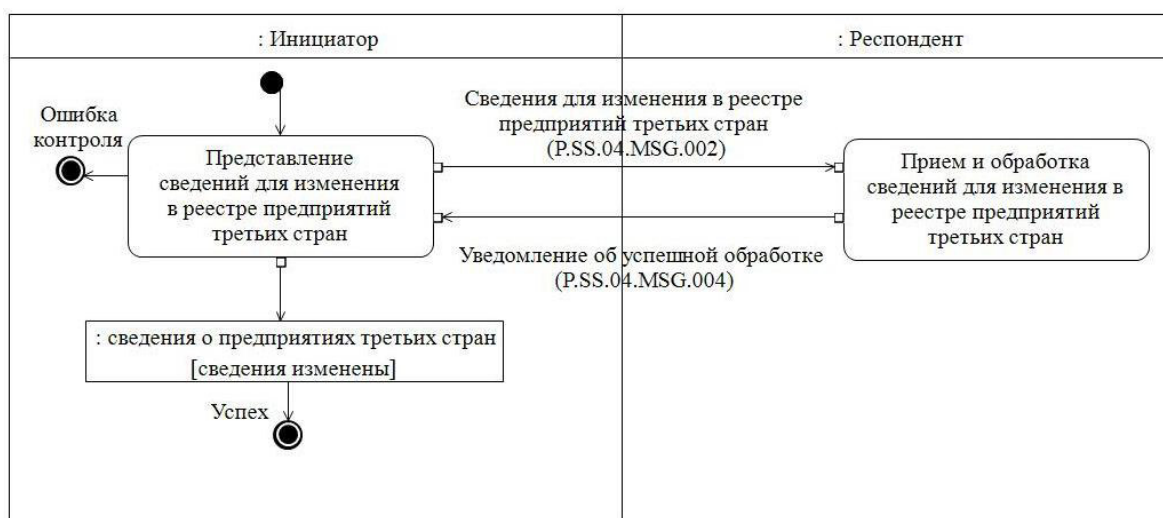 : Инициатор
: Респондент
Ошибка
контроля
Представление
сведений для изменения
в реестре предприятий
третьих стран
Сведения для изменения в реестре
предприятий третьих стран
(P.SS.04.MSG.002)
Прием и обработка
сведений для изменения в
реестре предприятий
третьих стран
Уведомление об успешной обработке
(P.SS.04.MSG.004)
: сведения о предприятиях третьих стран
[сведения изменены]
Успех